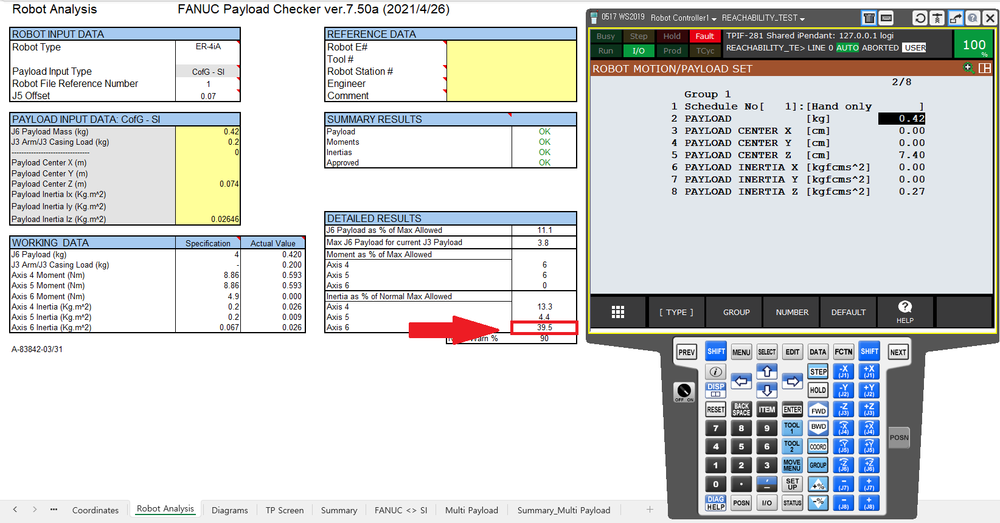 Robot Analysis
FANUC Payload Checker ver.7.50a (2021/4/26)
ROBOT INPUT DATA
Robot Type ER-4iA
Payload Input Type CofG - SI
Robot File Reference Number 1
J5 Offset 0.07
PAYLOAD INPUT DATA: CofG - SI
J6 Payload Mass (kg) 0.42
J3 Arm/J3 Casing Load (kg) 0.2
-------------------------------- 0
Payload Center X (m)
Payload Center Y (m)
Payload Center Z (m) 0.074
Payload Inertia Ix (Kg.m^2)
Payload Inertia Iy (Kg.m^2)
Payload Inertia Iz (Kg.m^2) 0.02646
WORKING DATA Specification Actual Value
J6 Payload (kg) 4 0.420
J3 Arm/J3 Casing Load (kg) - 0.200
Axis 4 Moment (Nm) 8.86 0.593
Axis 5 Moment (Nm) 8.86 0.593
Axis 6 Moment (Nm) 4.9 0.000
Axis 4 Inertia (Kg.m^2) 0.2 0.026
Axis 5 Inertia (Kg.m^2) 0.2 0.009
Axis 6 Inertia (Kg.m^2) 0.067 0.026
A-83842-03/31
REFERENCE DATA
Robot E#
Tool #
Robot Station #
Engineer
Comment
SUMMARY RESULTS
Payload OK
Moments OK
Inertias OK
Approved OK
DETAILED RESULTS
J6 Payload as % of Max Allowed 11.1
Max J6 Payload for current J3 Payload 3.8
Moment as % of Max Allowed
Axis 4 6
Axis 5 6
Axis 6 0
Inertia as % of Normal Max Allowed
Axis 4 13.3
Axis 5 4.4
Axis 6 39.5
Warn % 90
0517 WS2019 Robot Controller1 REACHABILITY_TEST
Busy Step Hold Fault
Run I/O Prod TCyc
TPIF-281 Shared iPendant: 127.0.0.1 logi
REACHABILITY_TE> LINE 0 AUTO ABORTED USER
100 %
ROBOT MOTION/PAYLOAD SET
2/8
Group 1
1 Schedule No[ 1]:[Hand only ]
2 PAYLOAD [kg] 0.42
3 PAYLOAD CENTER X [cm] 0.00
4 PAYLOAD CENTER Y [cm] 0.00
5 PAYLOAD CENTER Z [cm] 7.40
6 PAYLOAD INERTIA X [kgfcms^2] 0.00
7 PAYLOAD INERTIA Y [kgfcms^2] 0.00
8 PAYLOAD INERTIA Z [kgfcms^2] 0.27
[ TYPE ] GROUP NUMBER DEFAULT HELP
PREV SHIFT MENU SELECT EDIT DATA FCTN SHIFT NEXT
i STEP -X (J1) +X (J1)
OFF ON DISP HOLD -Y (J2) +Y (J2)
RESET BACK SPACE ITEM ENTER FWD -Z (J3) +Z (J3)
7 8 9 TOOL 1 BWD -X (J4) +X (J4)
POSN
4 5 6 TOOL 2 COORD -Y (J5) +Y (J5)
1 2 3 MOVE MENU GROUP -Z (J6) +Z (J6)
0 . , - SET UP +% - (J7) + (J7)
DIAG HELP POSN I/O STATUS -% - (J8) + (J8)
< > ••• Coordinates Robot Analysis Diagrams TP Screen Summary FANUC <> SI Multi Payload Summary_Multi Payload +